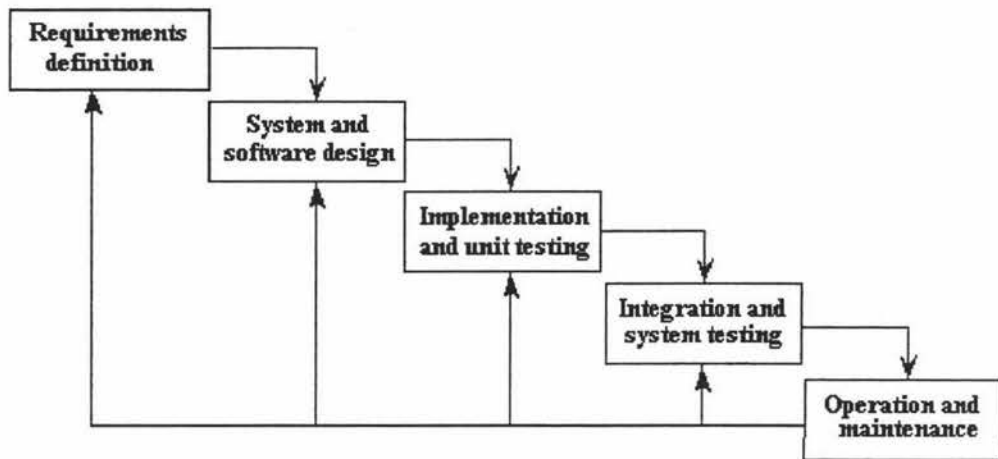 Requirements
definition
System and
software design
Implementation
and unit testing
Integration and
system testing
Operation and
maintenance